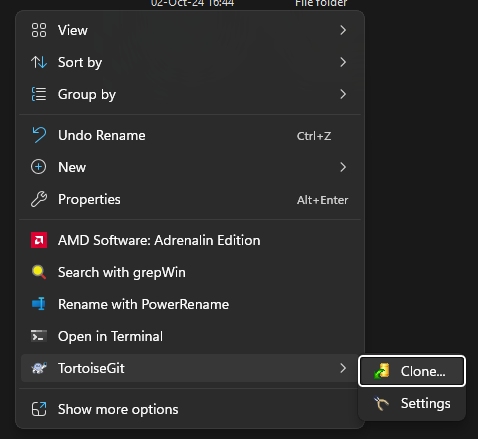 02-Oct-24 16:44 File folder
View
Sort by
Group by
Undo Rename Ctrl+Z
New
Properties Alt+Enter
AMD Software: Adrenalin Edition
Search with grepWin
Rename with PowerRename
Open in Terminal
TortoiseGit
Clone...
Settings
Show more options